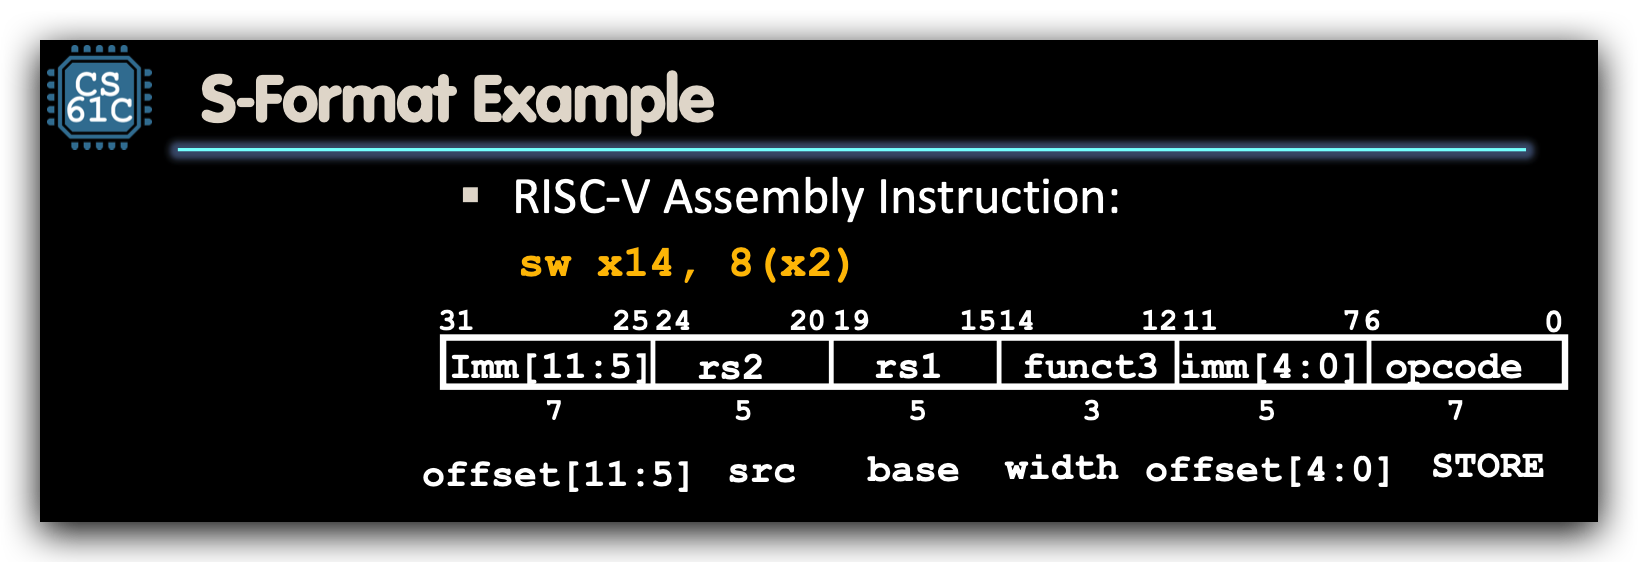 CS
61C
S-Format Example
▪ RISC-V Assembly Instruction:
sw x14, 8(x2)
31 25 24 20 19 15 14 12 11 7 6 0
Imm[11:5] rs2 rs1 funct3 imm[4:0] opcode
7 5 5 3 5 7
offset[11:5] src base width offset[4:0] STORE